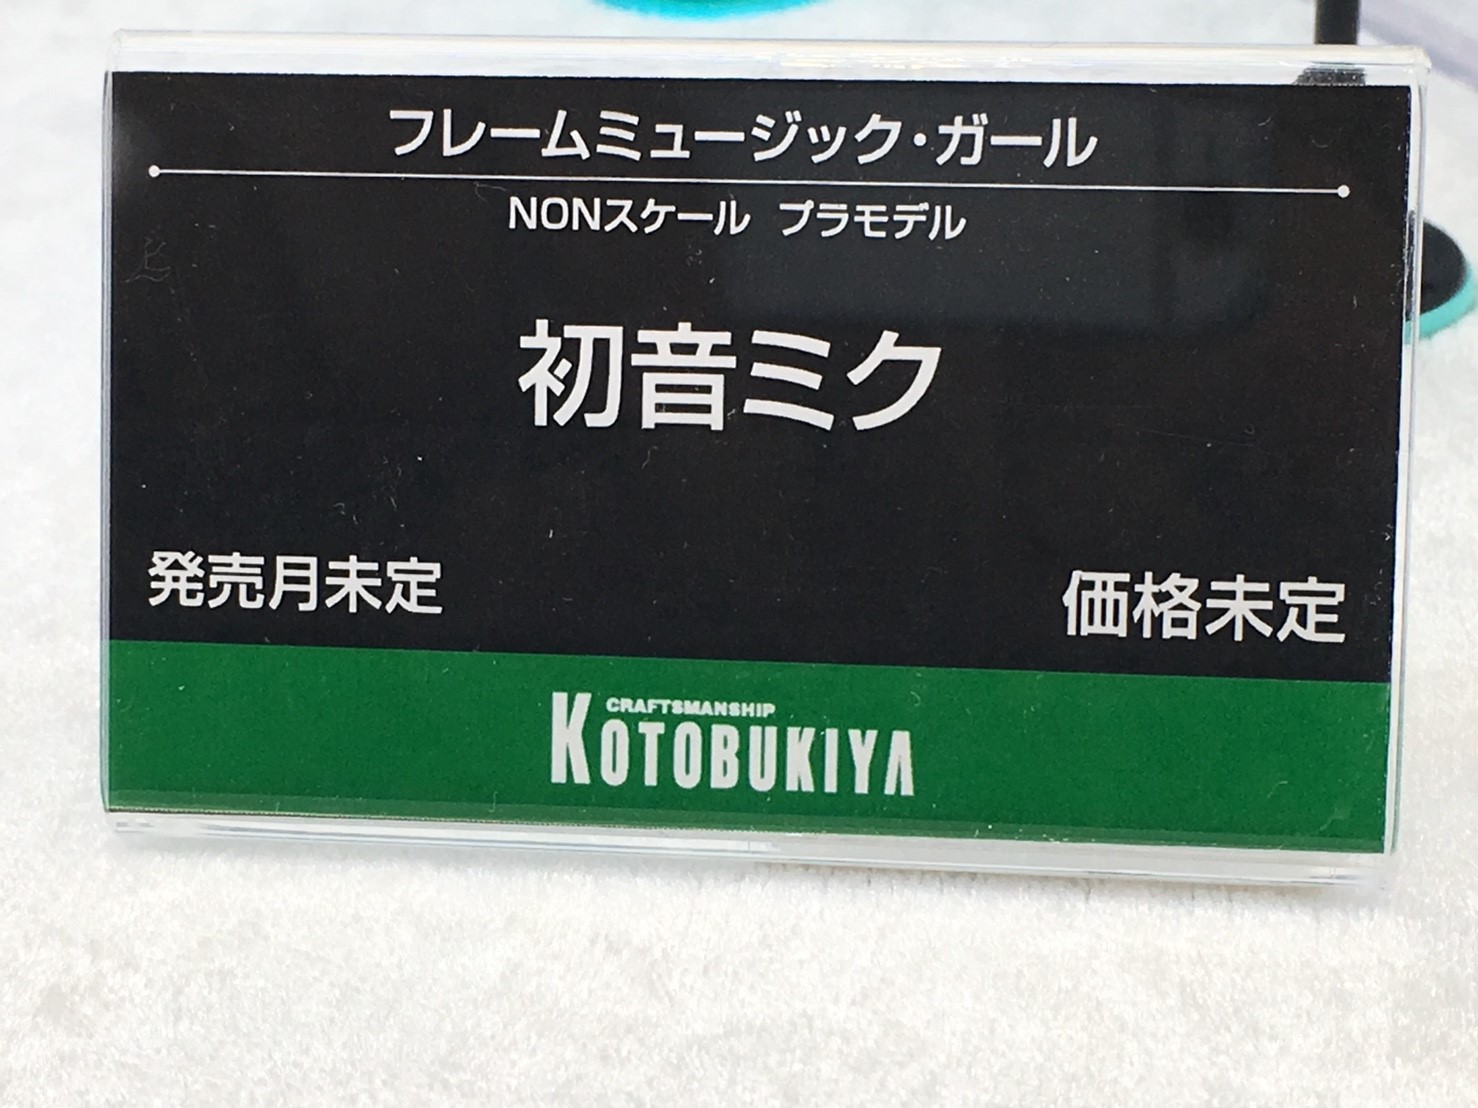 フレームミュージック・ガール
NONスケール プラモデル
初音ミク
発売月未定
価格未定
CRAFTSMANSHIP
KOTOBUKIYA